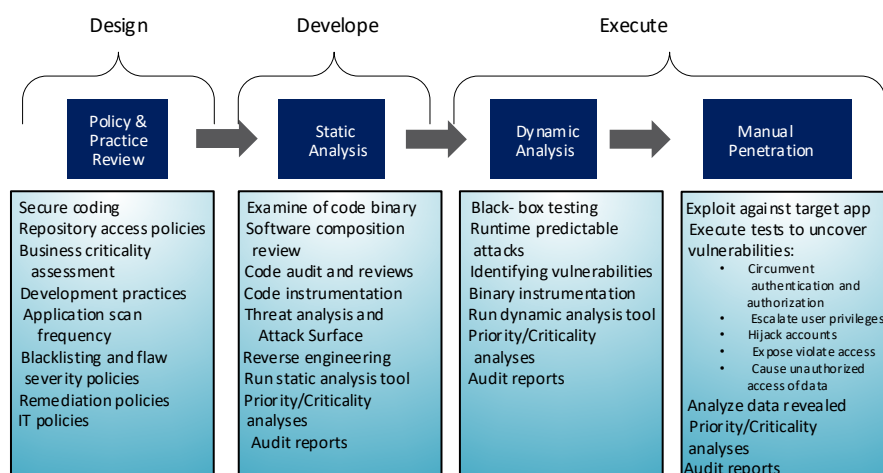 Design
Develope
Execute
Policy &
Practice
Review
Static
Analysis
Dynamic
Analysis
Manual
Penetration
Secure coding
Repository access policies
Business criticality
assessment
Development practices
Application scan
frequency
Blacklisting and flaw
severity policies
Remediation policies
IT policies
Examine of code binary
Software composition
review
Code audit and reviews
Code instrumentation
Threat analysis and
Attack Surface
Reverse engineering
Run static analysis tool
Priority/Criticality
analyses
Audit reports
Black- box testing
Runtime predictable
attacks
Identifying vulnerabilities
Binary instrumentation
Run dynamic analysis tool
Priority/Criticality
analyses
Audit reports
Exploit against target app
Execute tests to uncover
vulnerabilities:
• Circumvent
authentication and
authorization
• Escalate user privileges
• Hijack accounts
• Expose violate access
• Cause unauthorized
access of data
Analyze data revealed
Priority/Criticality
analyses
Audit reports